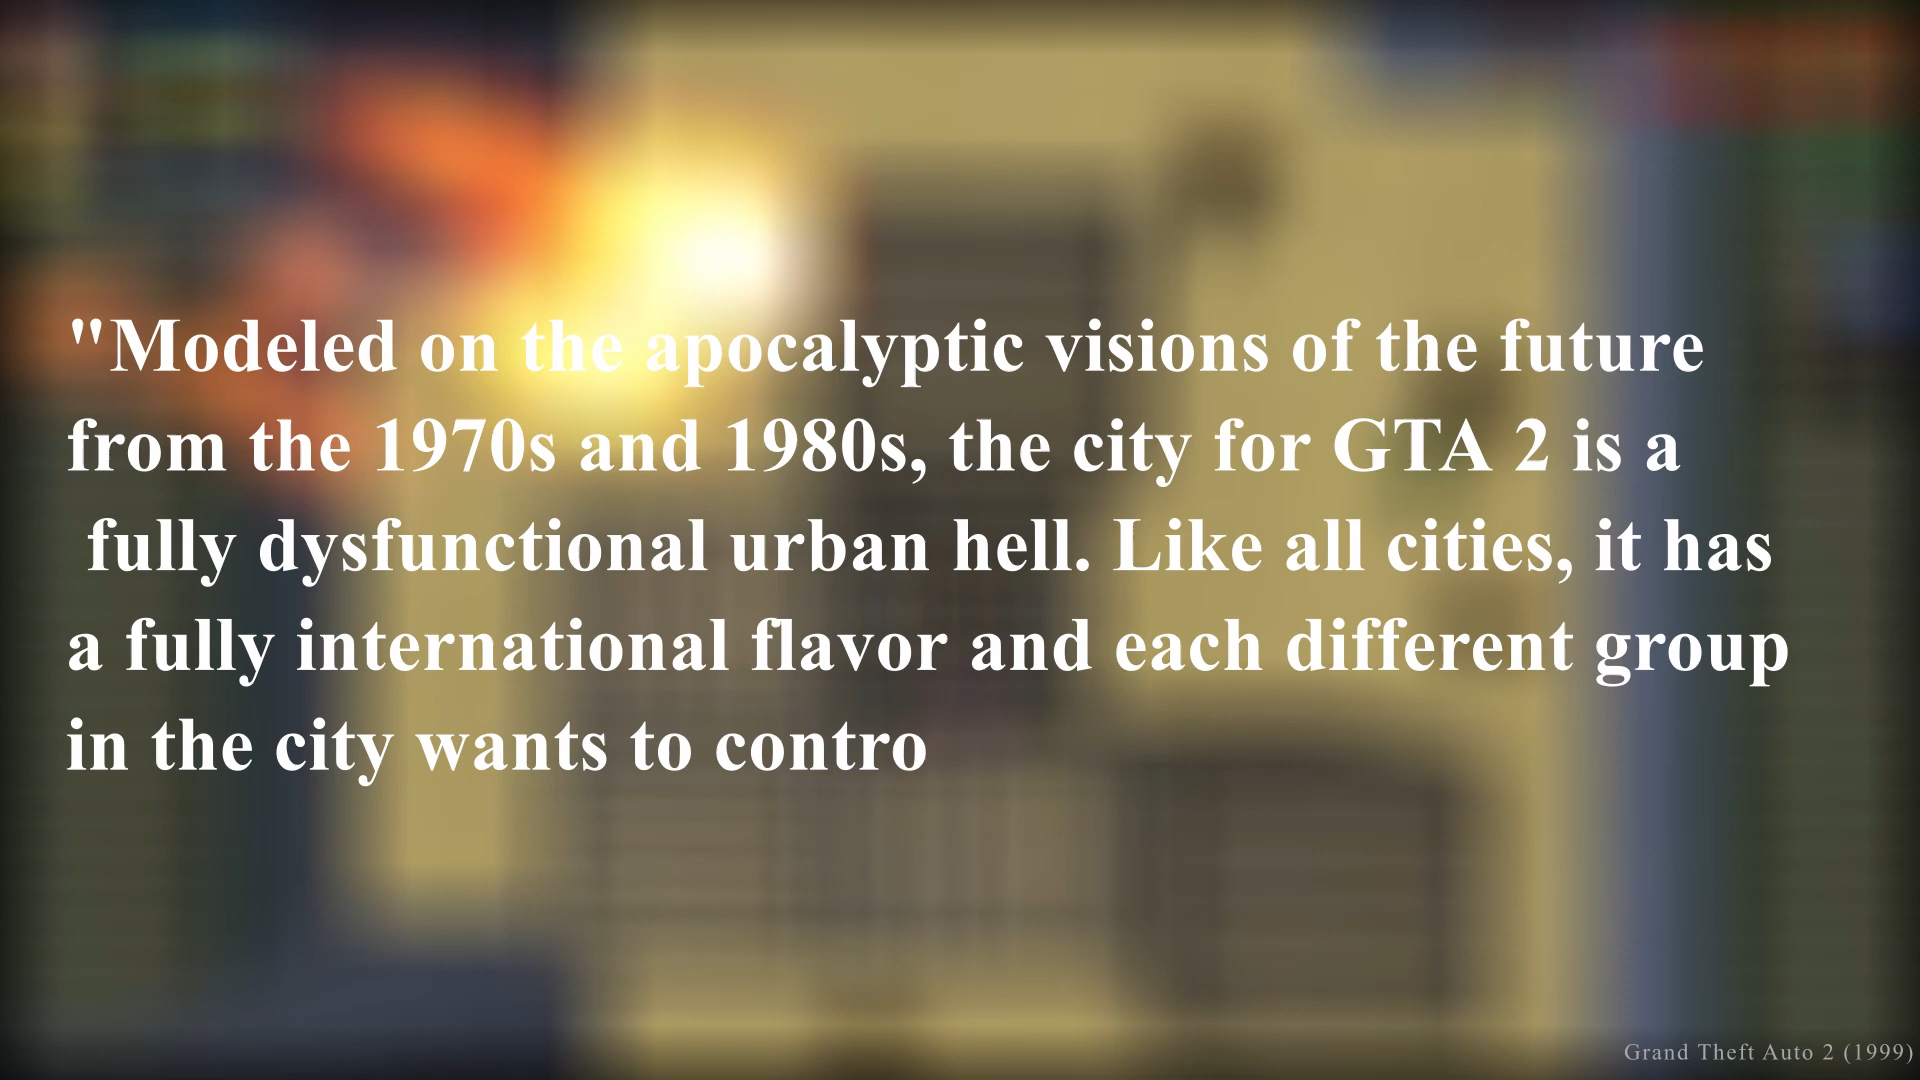 "Modeled on the apocalyptic visions of the future
from the 1970s and 1980s, the city for GTA 2 is a
fully dysfunctional urban hell. Like all cities, it has
a fully international flavor and each different group
in the city wants to contro
Grand Theft Auto 2 (1999)